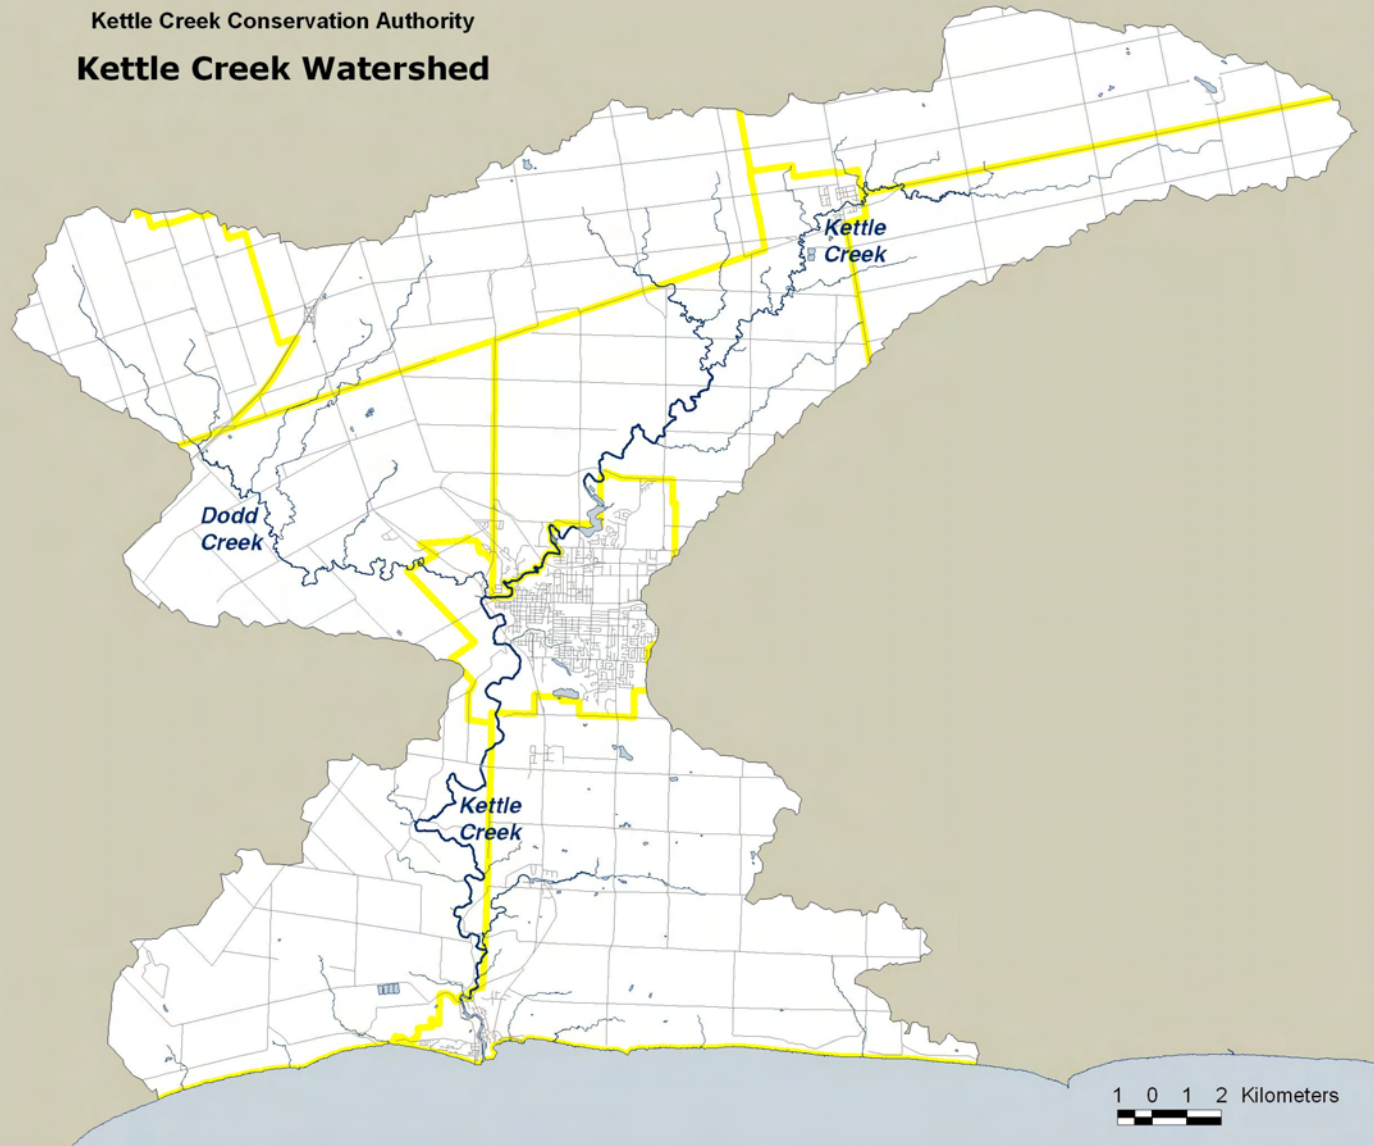 Kettle Creek Conservation Authority
Kettle Creek Watershed
Kettle
Creek
Dodd
Creek
Kettle
Creek
1 0 1 2 Kilometers